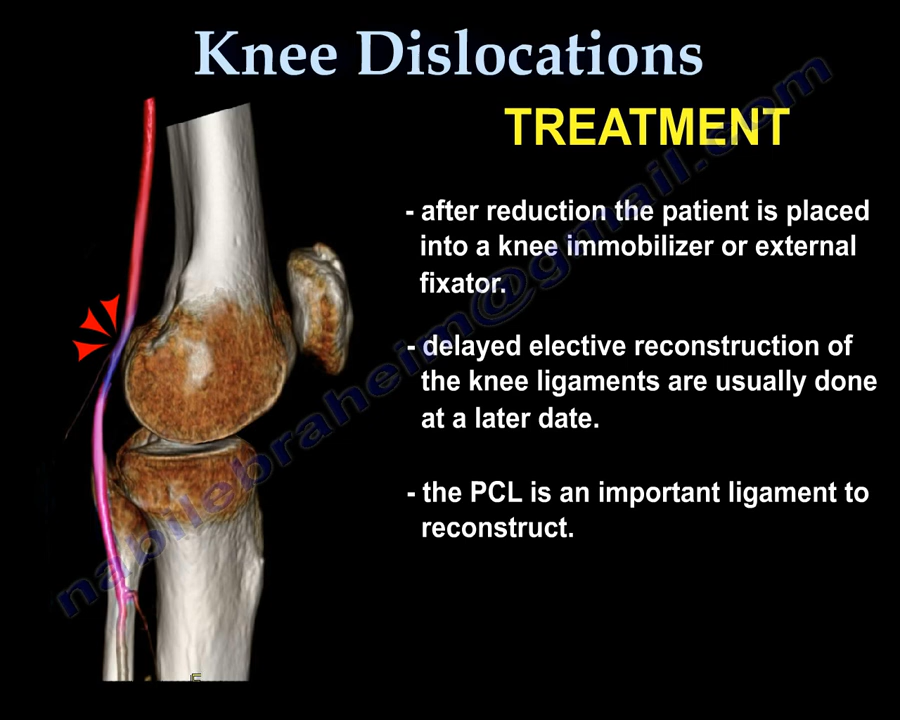 Knee Dislocations
TREATMENT
- after reduction the patient is placed
into a knee immobilizer or external
fixator.
- delayed elective reconstruction of
the knee ligaments are usually done
at a later date.
- the PCL is an important ligament to
reconstruct.
nabilebraheim@gmail.com